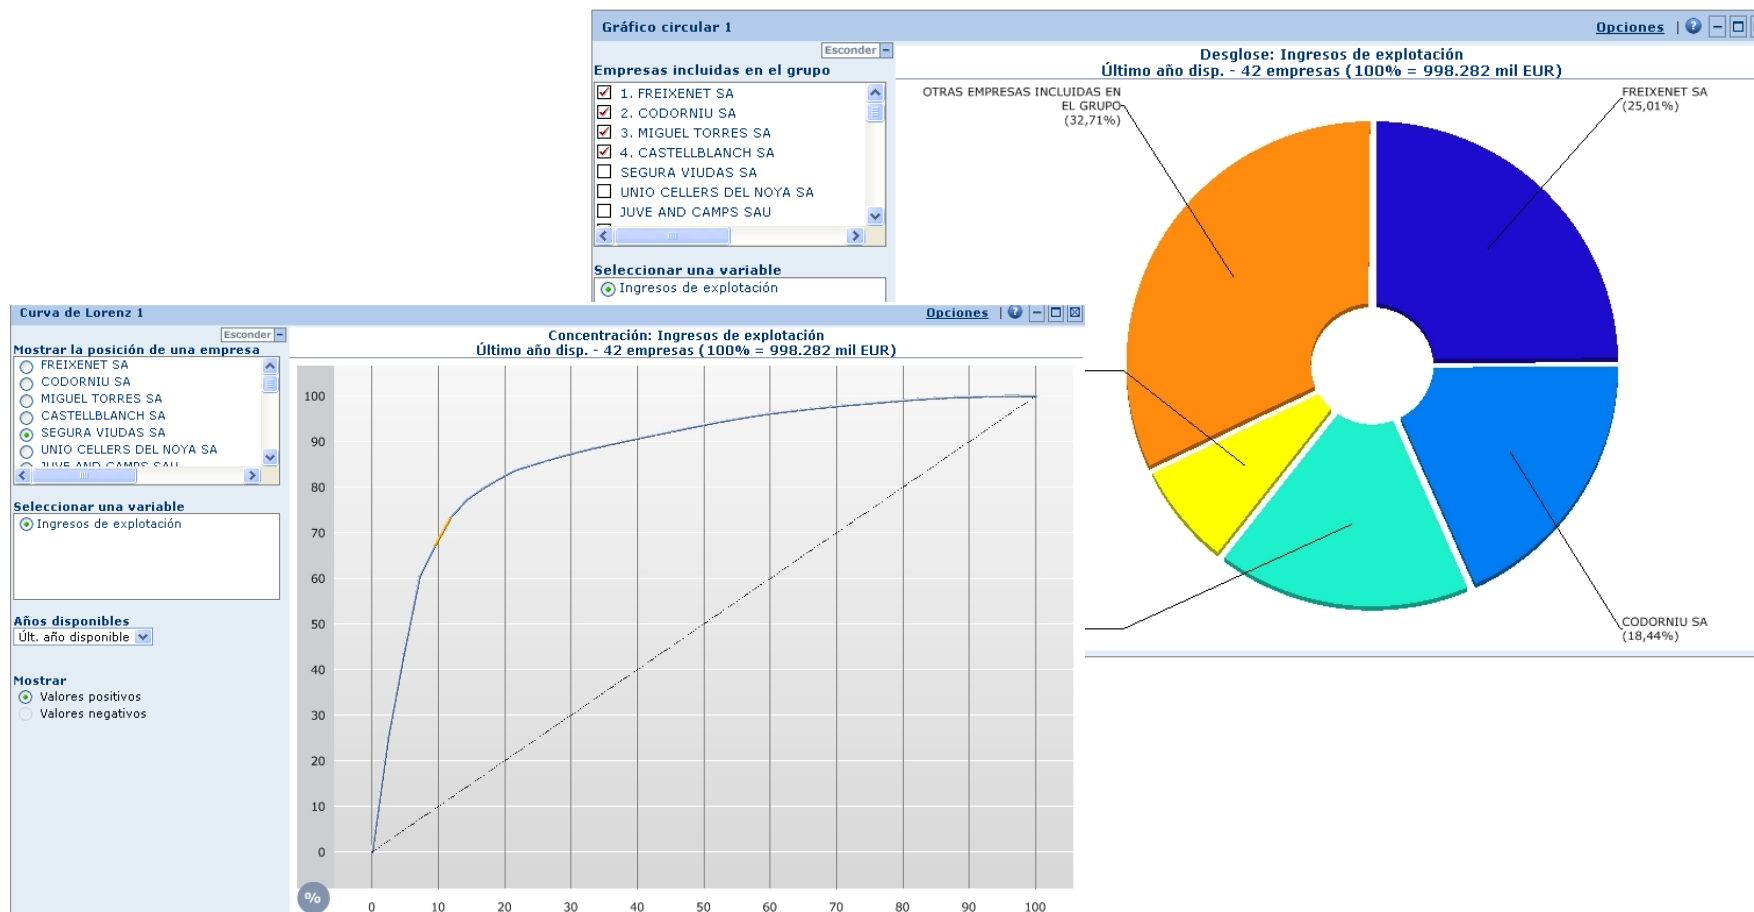 Gráfico circular 1
Opciones | ?
Esconder
Empresas incluidas en el grupo
1. FREIXENET SA
2. CODORNIU SA
3. MIGUEL TORRES SA
4. CASTELLBLANCH SA
SEGURA VIUDAS SA
UNIO CELLERS DEL NOYA SA
JUVE AND CAMPS SAU
Seleccionar una variable
Ingresos de explotación
Desglose: Ingresos de explotación
Último año disp. - 42 empresas (100% = 998.282 mil EUR)
OTRAS EMPRESAS INCLUIDAS EN
EL GRUPO
(32,71%)
FREIXENET SA
(25,01%)
CODORNIU SA
(18,44%)
Curva de Lorenz 1
Opciones | ?
Esconder
Mostrar la posición de una empresa
FREIXENET SA
CODORNIU SA
MIGUEL TORRES SA
CASTELLBLANCH SA
SEGURA VIUDAS SA
UNIO CELLERS DEL NOYA SA
JUVE AND CAMPS SAU
Seleccionar una variable
Ingresos de explotación
Años disponibles
Últ. año disponible
Mostrar
Valores positivos
Valores negativos
Concentración: Ingresos de explotación
Último año disp. - 42 empresas (100% = 998.282 mil EUR)
100
90
80
70
60
50
40
30
20
10
0
%
0 10 20 30 40 50 60 70 80 90 100